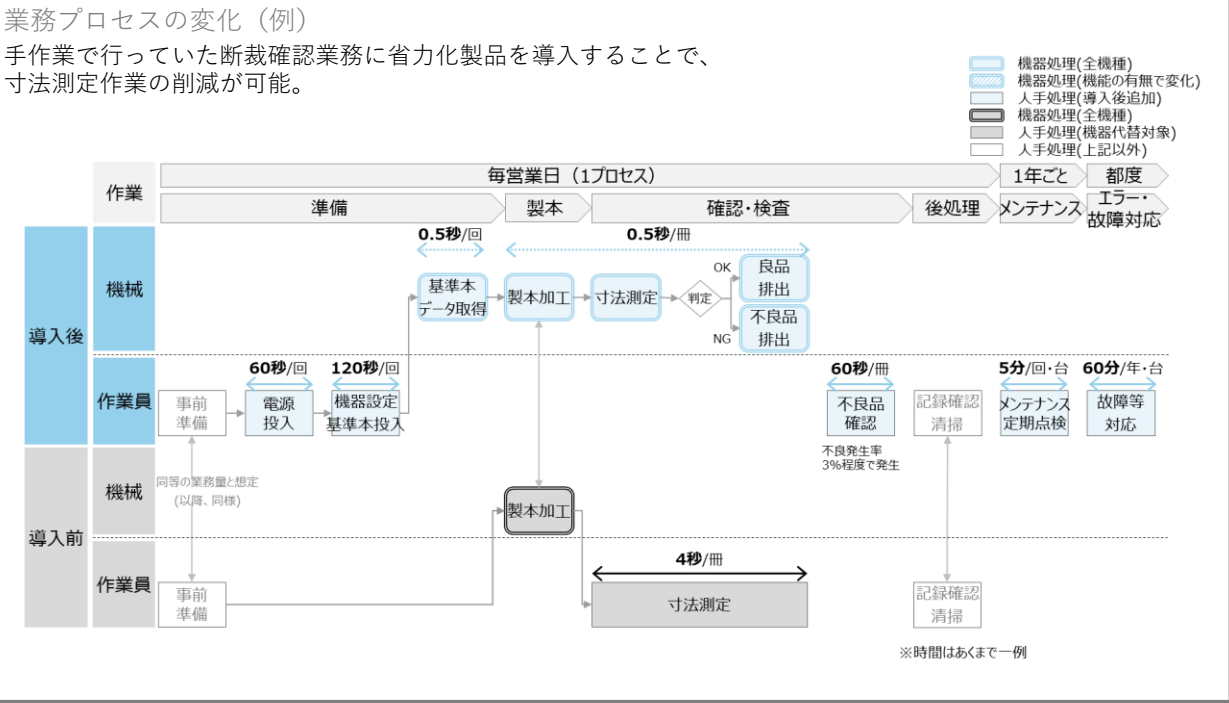 業務プロセスの変化（例）
手作業で行っていた断裁確認業務に省力化製品を導入することで、
寸法測定作業の削減が可能。
機器処理(全機種)
機器処理(機能の有無で変化)
人手処理(導入後追加)
機器処理(全機種)
人手処理(機器代替対象)
人手処理(上記以外)
作業
毎営業日（1プロセス）
1年ごと
都度
準備
製本
確認・検査
後処理
メンテナンス
エラー・
故障対応
導入後
機械
0.5秒/回
0.5秒/冊
基準本
データ取得
製本加工
寸法測定
判定
OK
良品
排出
NG
不良品
排出
作業員
60秒/回
120秒/回
60秒/冊
5分/回・台
60分/年・台
事前
準備
電源
投入
機器設定
基準本投入
不良品
確認
不良発生率
3%程度で発生
記録確認
清掃
メンテナンス
定期点検
故障等
対応
導入前
機械
同等の業務量と想定
(以降、同様)
製本加工
作業員
事前
準備
4秒/冊
寸法測定
記録確認
清掃
※時間はあくまで一例